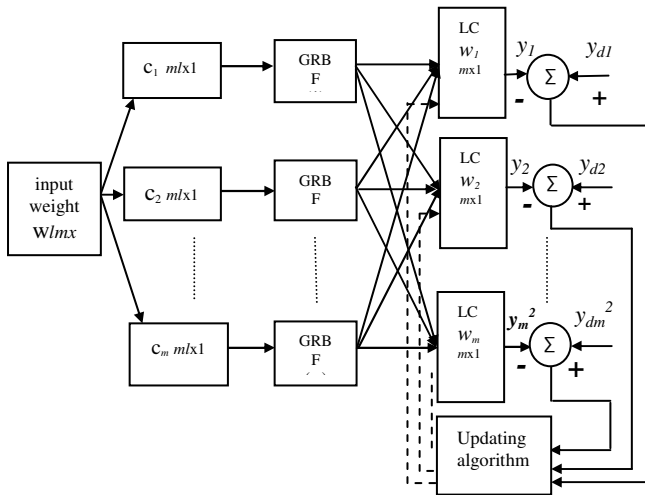 LC
w1
mx1
y1
yd1
Σ
-
+
c1 mlx1
GRB
F
LC
w2
mx1
y2
yd2
Σ
-
+
input
weight
wlmx
c2 mlx1
GRB
F
LC
wm
mx1
ym2
ydm2
Σ
-
+
cm mlx1
GRB
F
Updating
algorithm